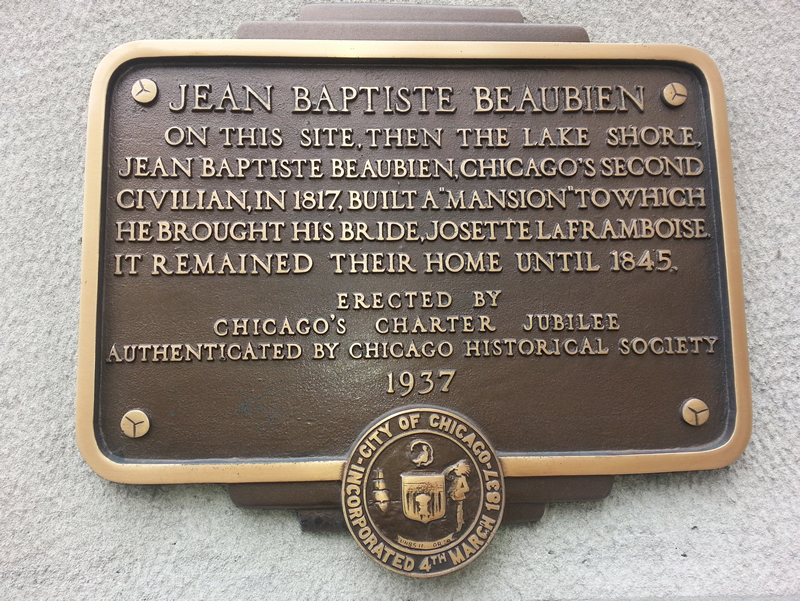 JEAN BAPTISTE BEAUBIEN
ON THIS SITE, THEN THE LAKE SHORE,
JEAN BAPTISTE BEAUBIEN, CHICAGO'S SECOND
CIVILIAN, IN 1817, BUILT A "MANSION" TO WHICH
HE BROUGHT HIS BRIDE, JOSETTE LAFRAMBOISE.
IT REMAINED THEIR HOME UNTIL 1845.
ERECTED BY
CHICAGO'S CHARTER JUBILEE
AUTHENTICATED BY CHICAGO HISTORICAL SOCIETY
1937
CITY OF CHICAGO
INCORPORATED 4TH MARCH 1837